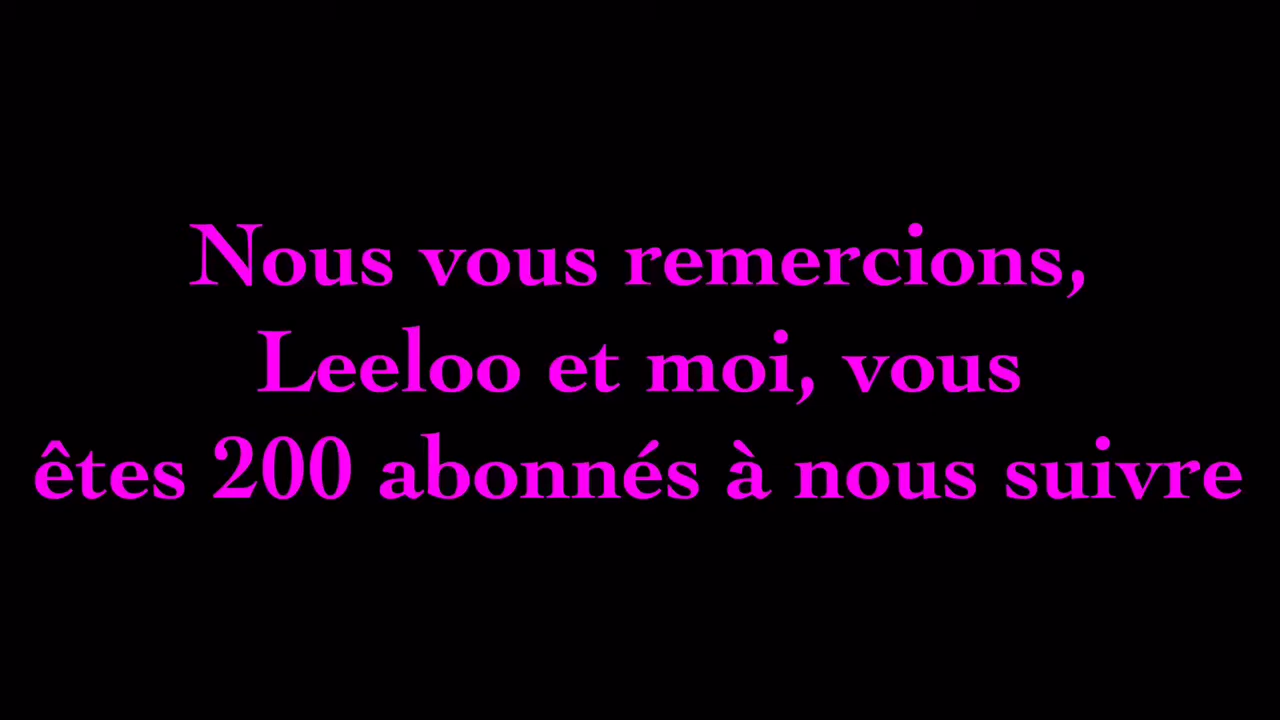 Nous vous remercions,
Leeloo et moi, vous
êtes 200 abonnés à nous suivre